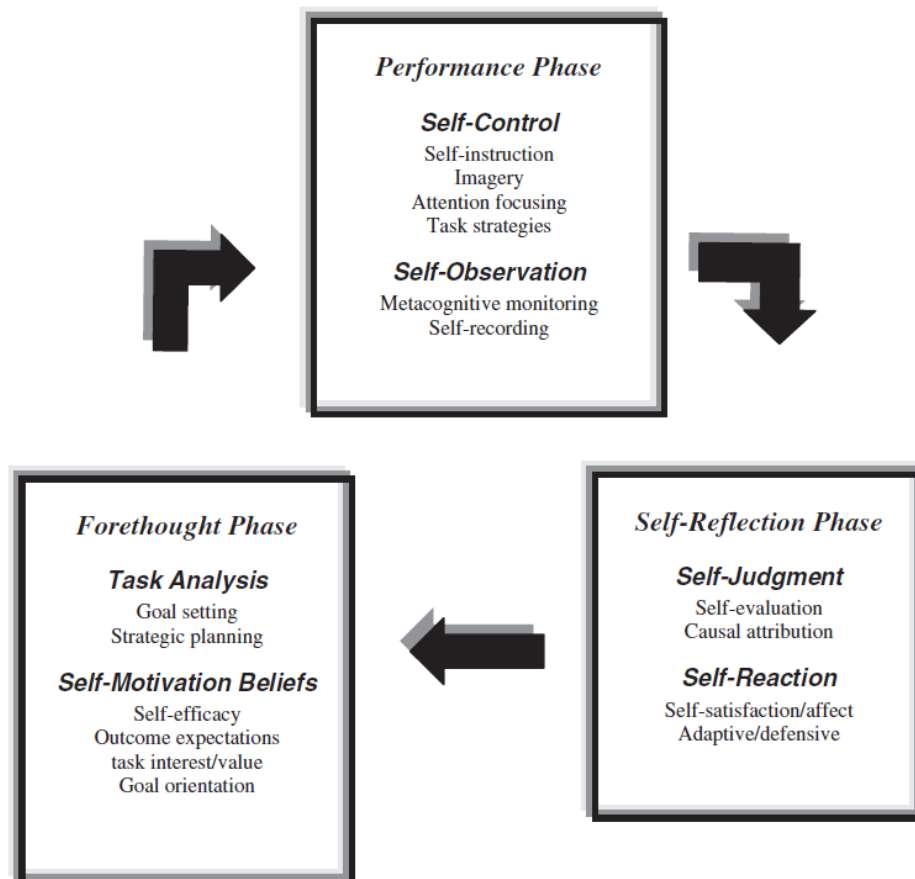 Performance Phase
Self-Control
Self-instruction
Imagery
Attention focusing
Task strategies
Self-Observation
Metacognitive monitoring
Self-recording
Forethought Phase
Task Analysis
Goal setting
Strategic planning
Self-Motivation Beliefs
Self-efficacy
Outcome expectations
task interest/value
Goal orientation
Self-Reflection Phase
Self-Judgment
Self-evaluation
Causal attribution
Self-Reaction
Self-satisfaction/affect
Adaptive/defensive